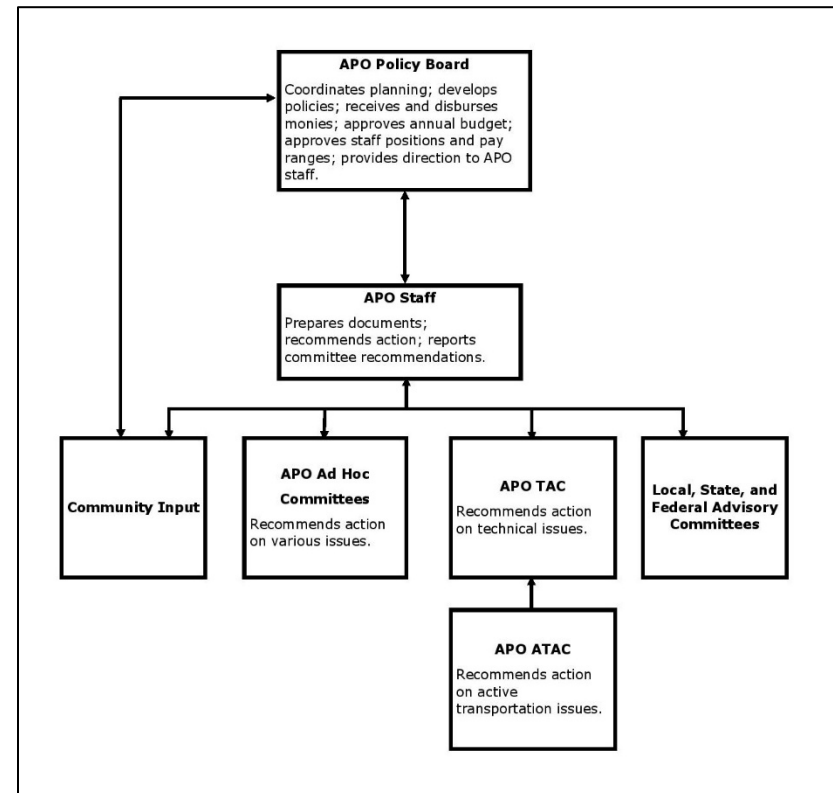 APO Policy Board
Coordinates planning; develops
policies; receives and disburses
monies; approves annual budget;
approves staff positions and pay
ranges; provides direction to APO
staff.
APO Staff
Prepares documents;
recommends action; reports
committee recommendations.
Community Input
APO Ad Hoc
Committees
Recommends action
on various issues.
APO TAC
Recommends action
on technical issues.
Local, State, and
Federal Advisory
Committees
APO ATAC
Recommends action
on active
transportation issues.